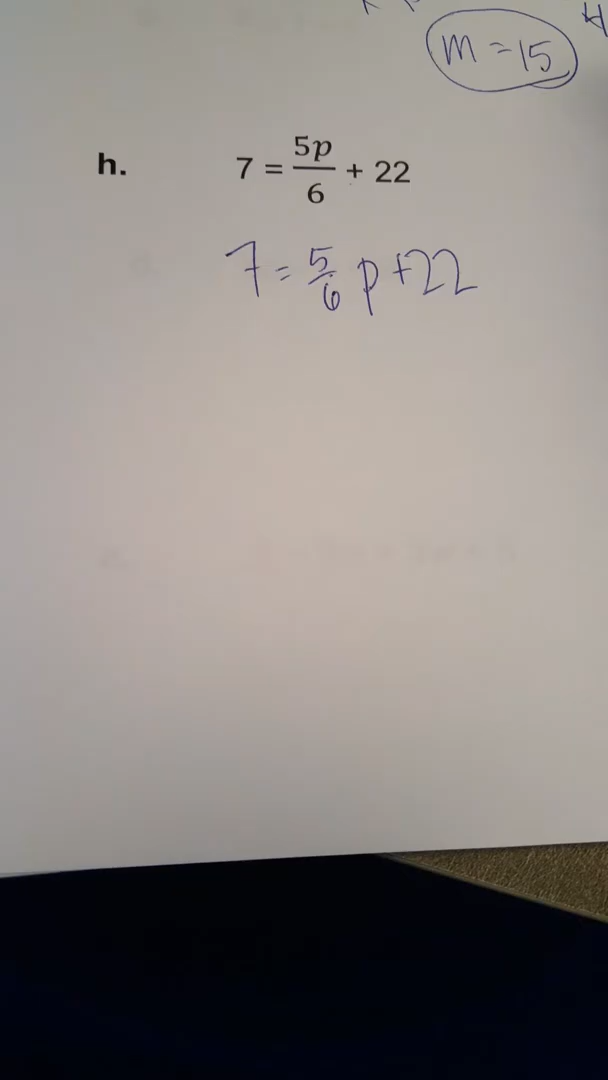 m = 15
h. 7 = 5p/6 + 22
7 = 5/6 p + 22